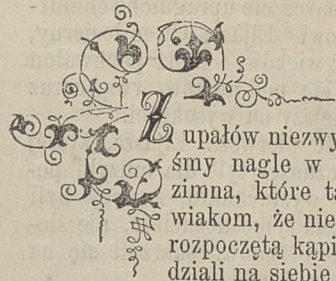 Z upałów niezwy
śmy nagle w
zimna, które ta
wiakom, że nie
rozpoczętą kąpi
dziali na siebie